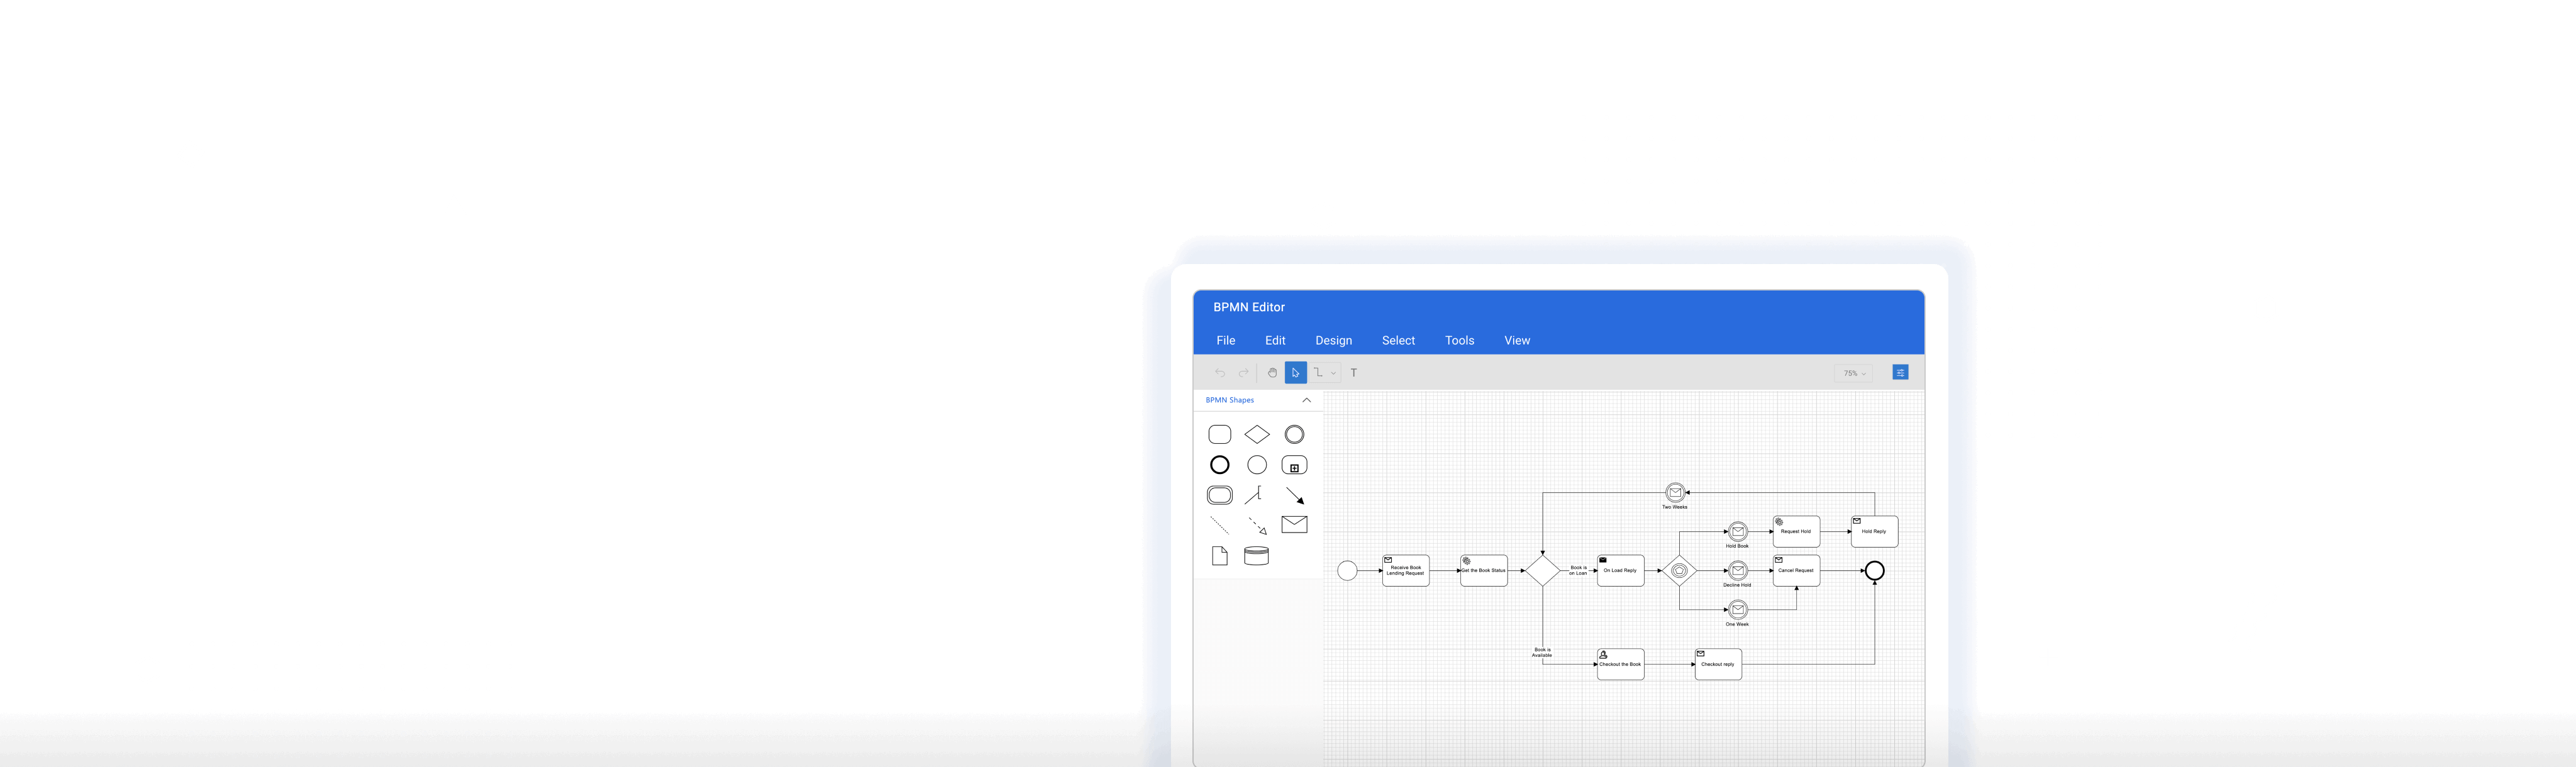 BPMN Editor
File Edit Design Select Tools View
T
75%
BPMN Shapes
Two Weeks
Hold Book
Request Hold
Hold Reply
Receive Book
Lending Request
Get the Book Status
Book is
on Loan
On Load Reply
Decline Hold
Cancel Request
One Week
Book is
Available
Checkout the Book
Checkout reply